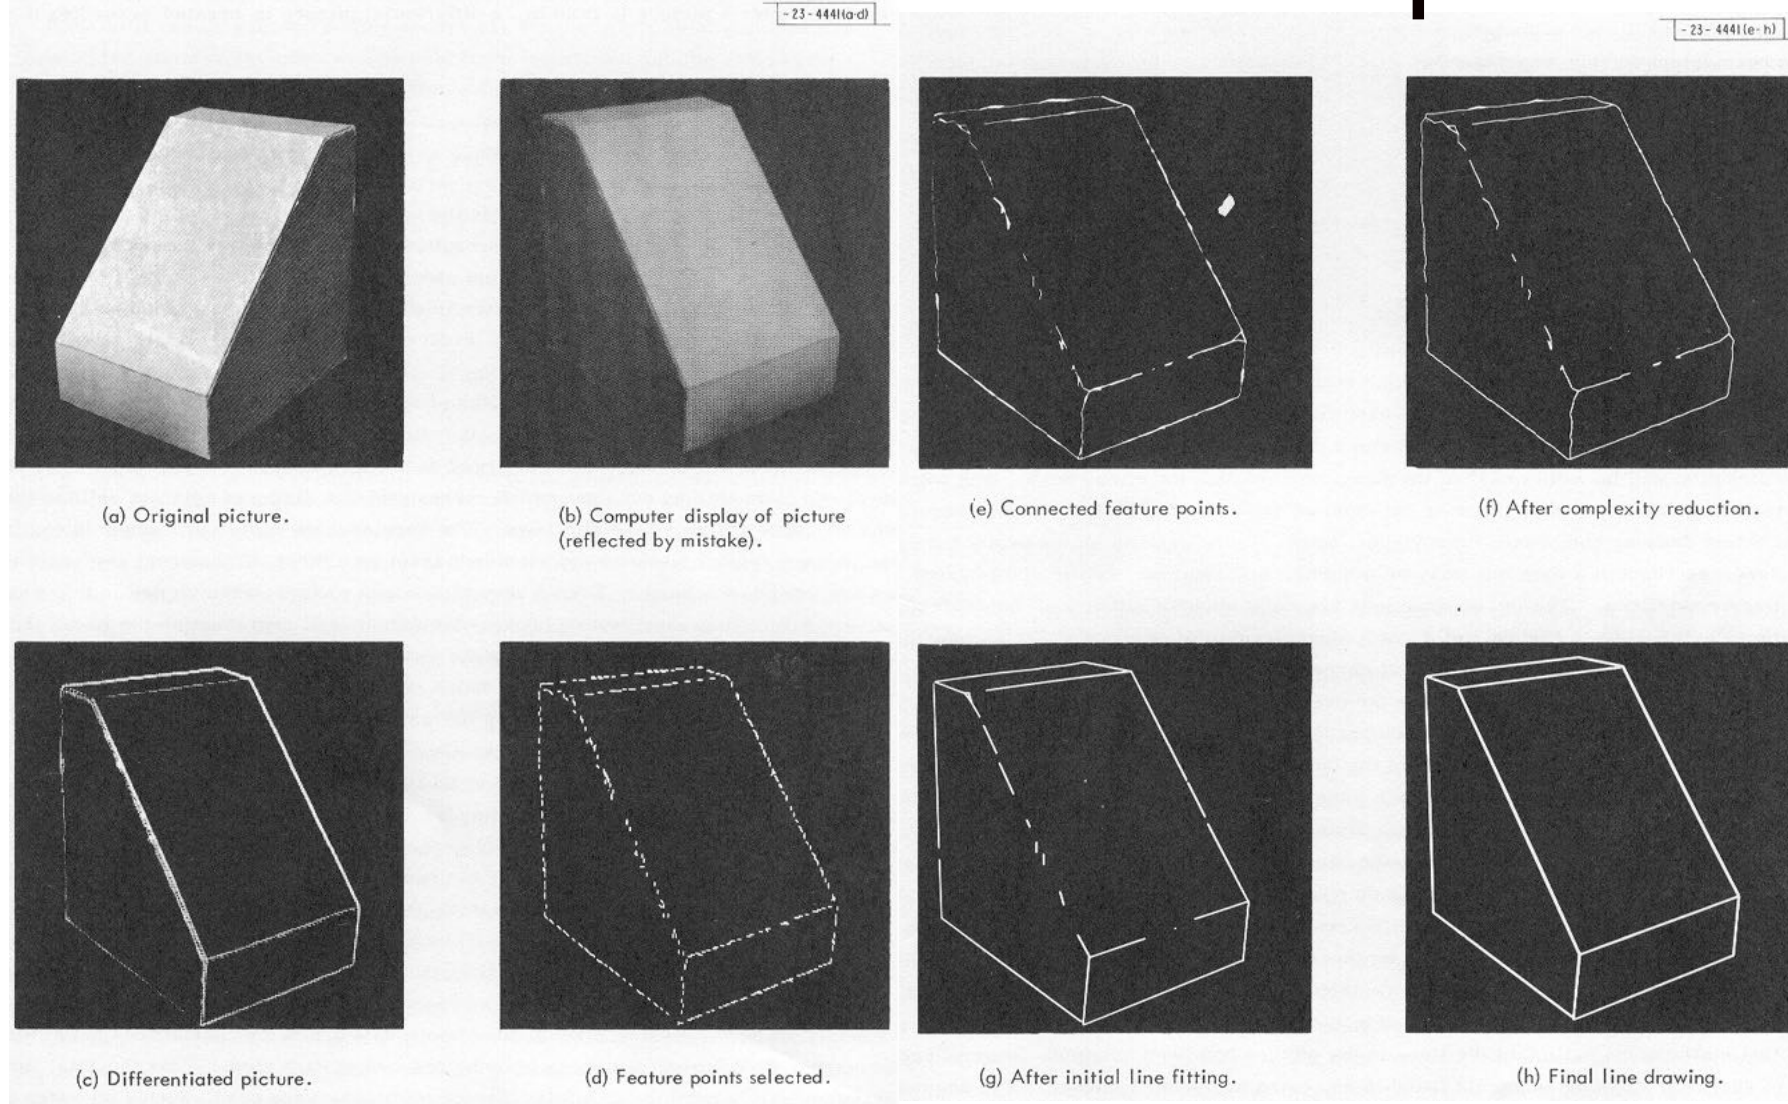 -23-4441(a-d)
-23-4441(e-h)
(a) Original picture.
(b) Computer display of picture
(reflected by mistake).
(e) Connected feature points.
(f) After complexity reduction.
(c) Differentiated picture.
(d) Feature points selected.
(g) After initial line fitting.
(h) Final line drawing.